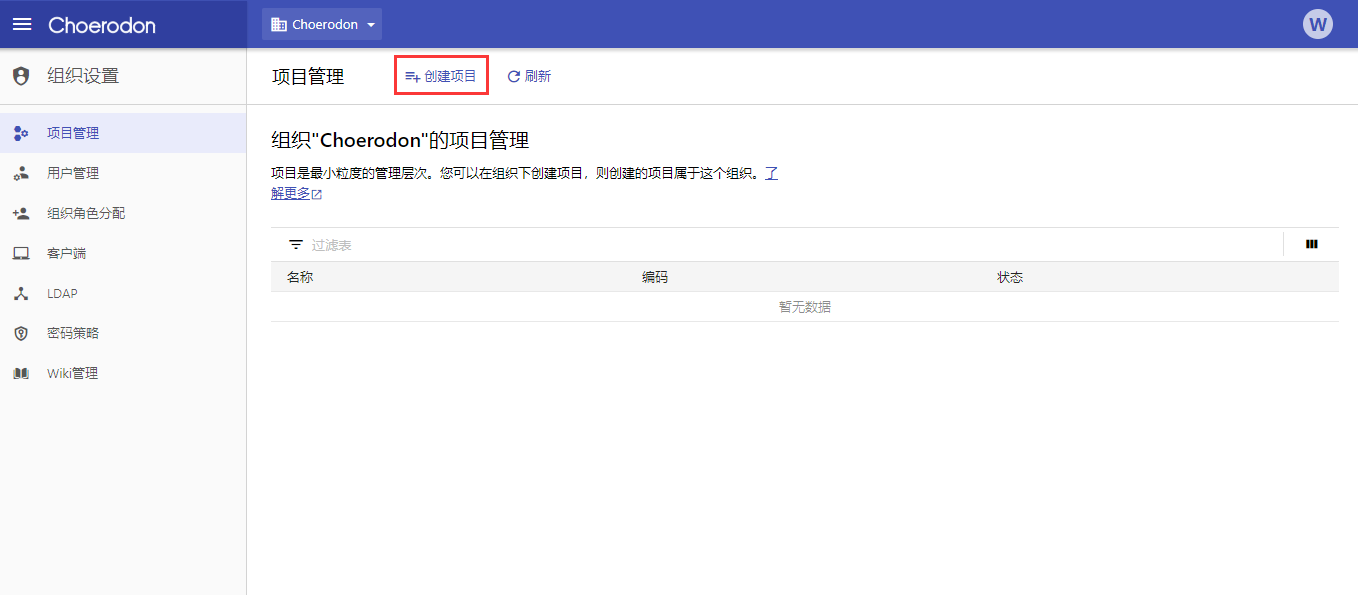 Choerodon
Choerodon
W
组织设置
项目管理
用户管理
组织角色分配
客户端
LDAP
密码策略
Wiki管理
项目管理
创建项目
刷新
组织"Choerodon"的项目管理
项目是最小粒度的管理层次。您可以在组织下创建项目，则创建的项目属于这个组织。了
解更多
过滤表
名称 编码 状态
暂无数据